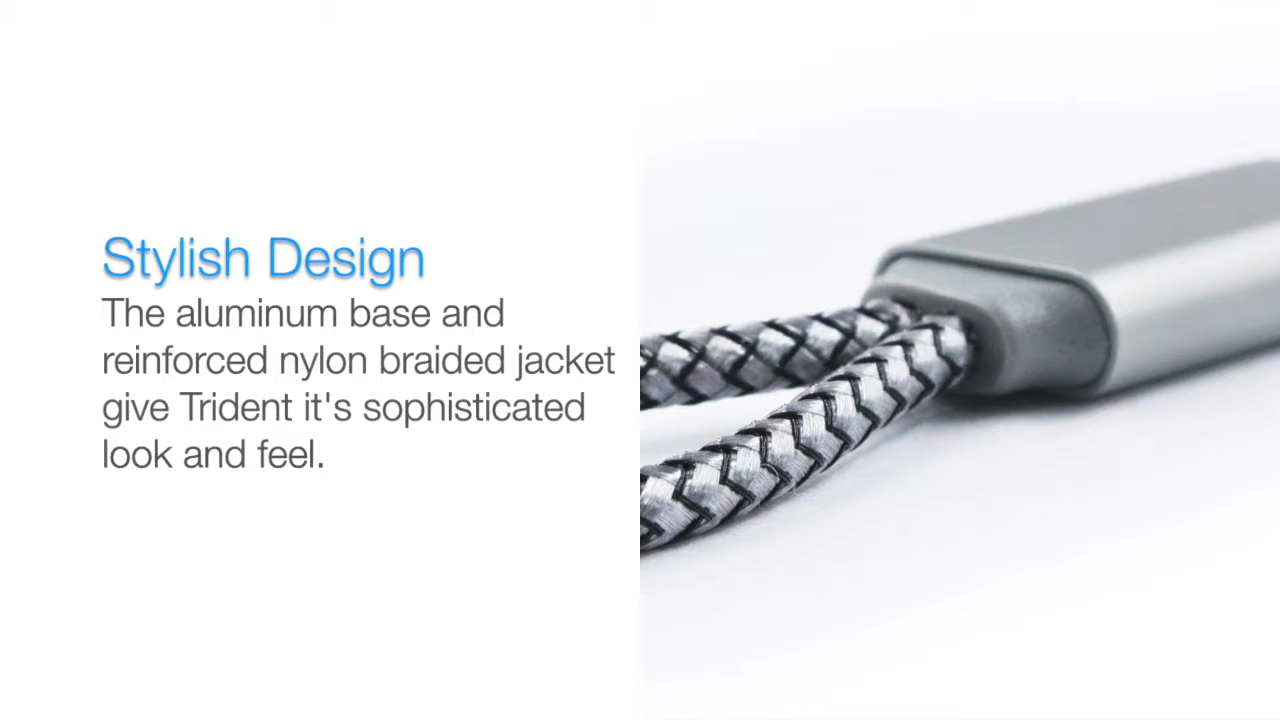 Stylish Design
The aluminum base and
reinforced nylon braided jacket
give Trident it's sophisticated
look and feel.